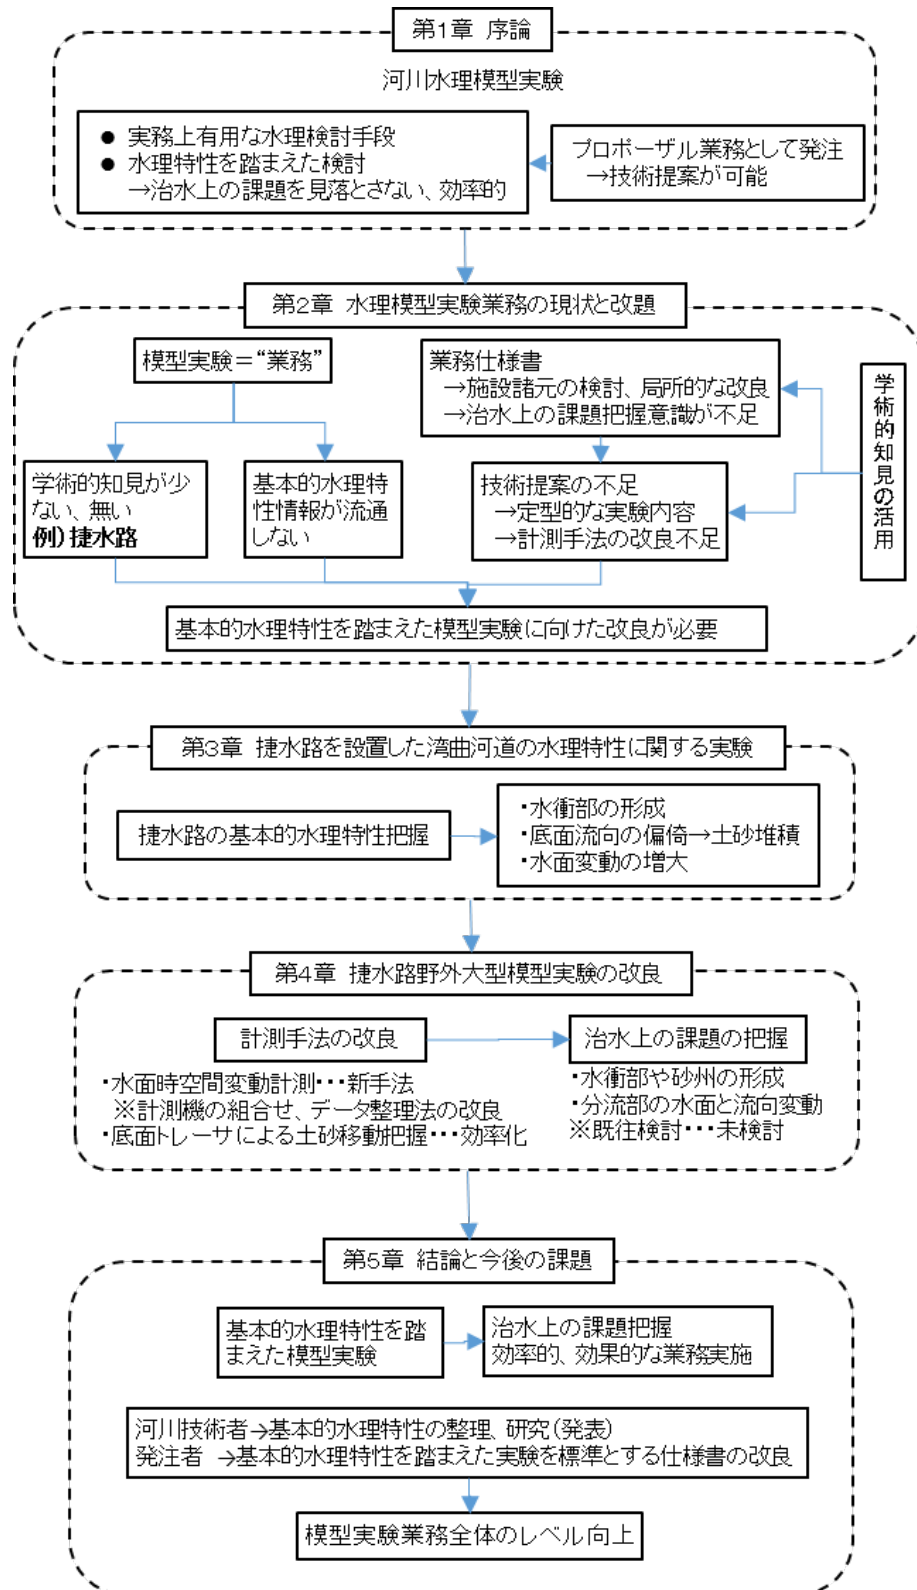 第1章 序論
河川水理模型実験
● 実務上有用な水理検討手段
● 水理特性を踏まえた検討
→治水上の課題を見落とさない、効率的
プロポーザル業務として発注
→技術提案が可能
第2章 水理模型実験業務の現状と改題
模型実験＝“業務”
学術的知見が少
ない、無い
例）捷水路
基本的水理特
性情報が流通
しない
業務仕様書
→施設諸元の検討、局所的な改良
→治水上の課題把握意識が不足
技術提案の不足
→定型的な実験内容
→計測手法の改良不足
学術的知見の活用
基本的水理特性を踏まえた模型実験に向けた改良が必要
第3章 捷水路を設置した湾曲河道の水理特性に関する実験
捷水路の基本的水理特性把握
・水衝部の形成
・底面流向の偏倚→土砂堆積
・水面変動の増大
第4章 捷水路野外大型模型実験の改良
計測手法の改良
・水面時空間変動計測・・・新手法
※計測機の組合せ、データ整理法の改良
・底面トレーサによる土砂移動把握・・・効率化
治水上の課題の把握
・水衝部や砂州の形成
・分流部の水面と流向変動
※既往検討・・・未検討
第5章 結論と今後の課題
基本的水理特性を踏
まえた模型実験
治水上の課題把握
効率的、効果的な業務実施
河川技術者→基本的水理特性の整理、研究（発表）
発注者 →基本的水理特性を踏まえた実験を標準とする仕様書の改良
模型実験業務全体のレベル向上